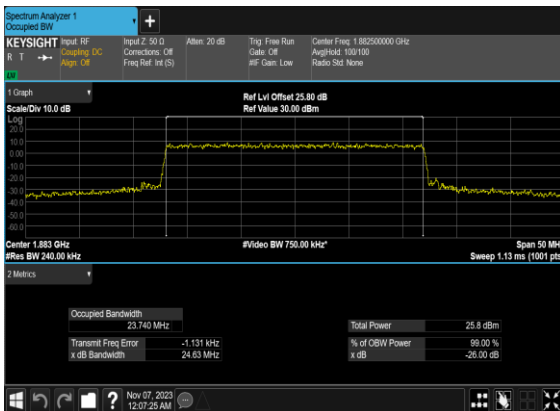 Spectrum Analyzer 1
Occupied BW
+
KEYSIGHT
R T
LV
Input: RF
Coupling: DC
Align: Off
Input Z: 50 Ω
Corrections: Off
Freq Ref: Int (S)
Atten: 20 dB
Trig: Free Run
Gate: Off
#IF Gain: Low
Center Freq: 1.882500000 GHz
Avg|Hold: 100/100
Radio Std: None
1 Graph
Scale/Div 10.0 dB
Ref Lvl Offset 25.80 dB
Ref Value 30.00 dBm
Log
20.0
10.0
0.00
-10.0
-20.0
-30.0
-40.0
-50.0
-60.0
Center 1.883 GHz
#Video BW 750.00 kHz*
Span 50 MH
#Res BW 240.00 kHz
Sweep 1.13 ms (1001 pts
2 Metrics
Occupied Bandwidth
23.740 MHz
Total Power 25.8 dBm
Transmit Freq Error -1.131 kHz
% of OBW Power 99.00 %
x dB Bandwidth 24.63 MHz
x dB -26.00 dB
?
Nov 07, 2023
12:07:25 AM